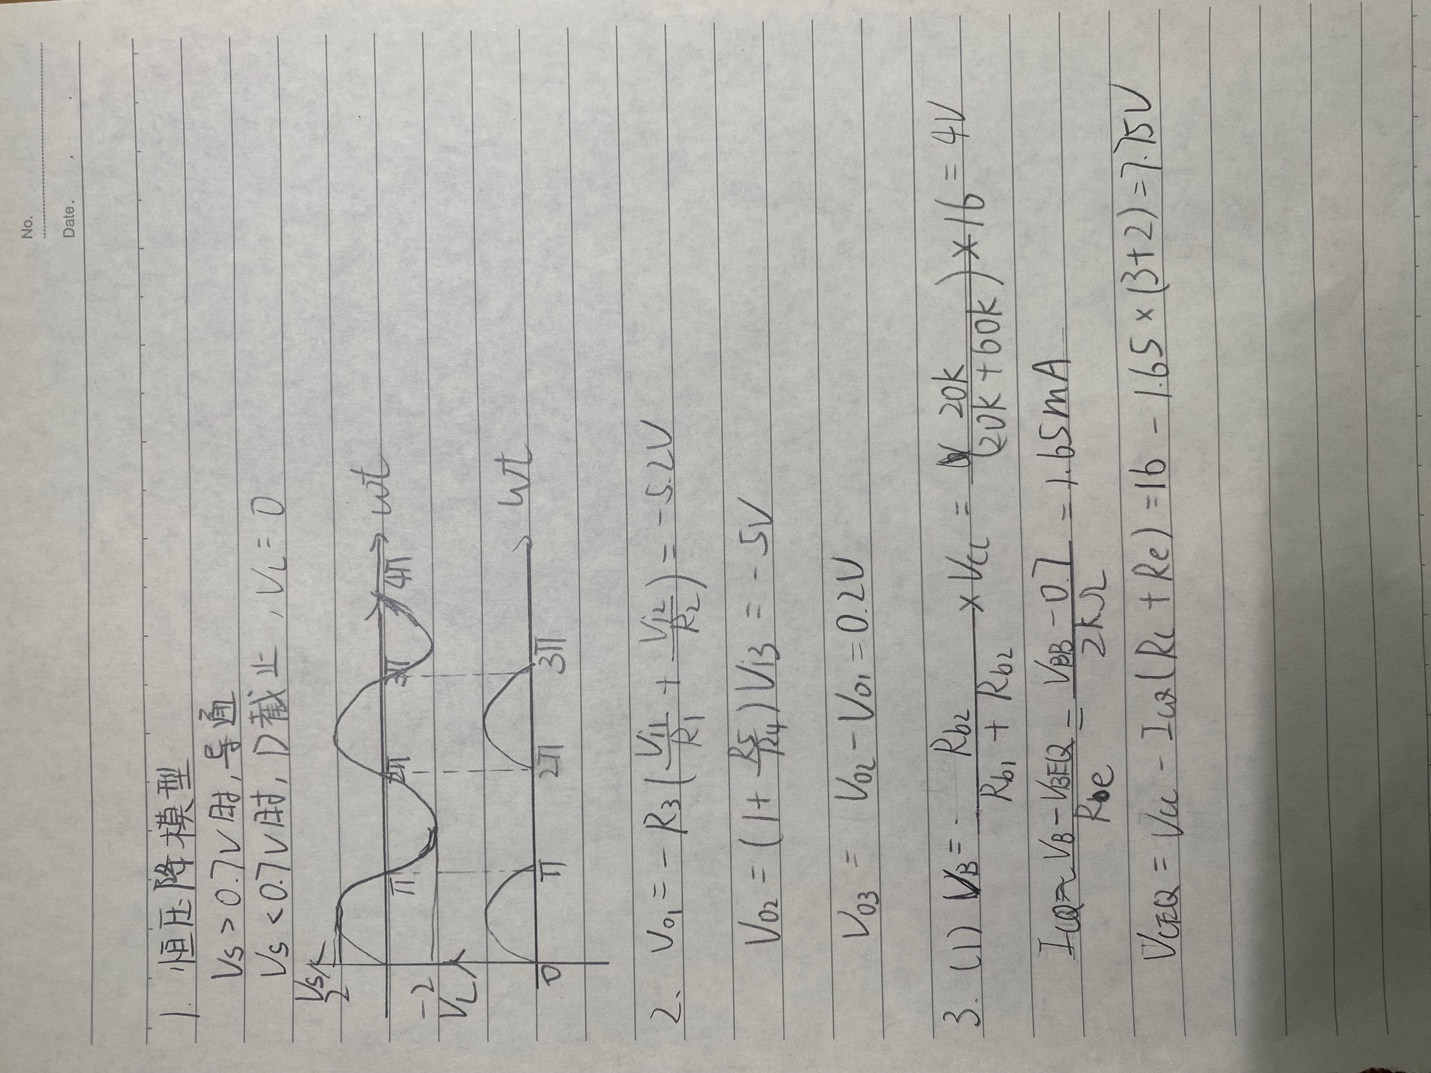 No.
Date.
1. 恒压降模型
Vs > 0.7V时, 导通
Vs < 0.7V时, D截止, VL = 0
Vs
2
π 2π 3π 4π ωt
-2
VL
0 π 2π 3π ωt
2、 Vo1 = - R3 ( Vi1/R1 + Vi2/R2 ) = -5.2V
Vo2 = (1 + R5/R4) Vi3 = -5V
Vo3 = Vo2 - Vo1 = 0.2V
3. (1) VB = Rb2/(Rb1 + Rb2) × Vcc = (20k/(20k+60k)) × 16 = 4V
ICQ ≈ (VB - VBEQ)/Re = (VBB - 0.7)/2kΩ = 1.65mA
VCEQ = Vcc - ICQ (Rc + Re) = 16 - 1.65 × (3+2) = 7.75V